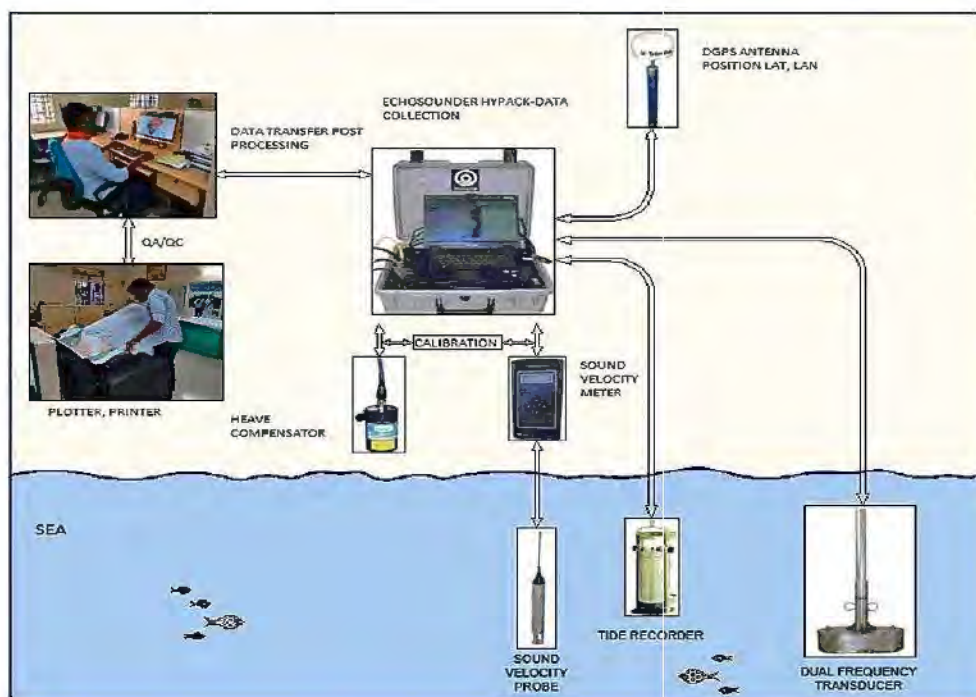 DGPS ANTENNA
POSITION LAT, LAN
ECHOSOUNDER HYPACK-DATA
COLLECTION
DATA TRANSFER POST
PROCESSING
QA/QC
CALIBRATION
PLOTTER, PRINTER
HEAVE
COMPENSATOR
SOUND
VELOCITY
METER
SEA
SOUND
VELOCITY
PROBE
TIDE RECORDER
DUAL FREQUENCY
TRANSDUCER